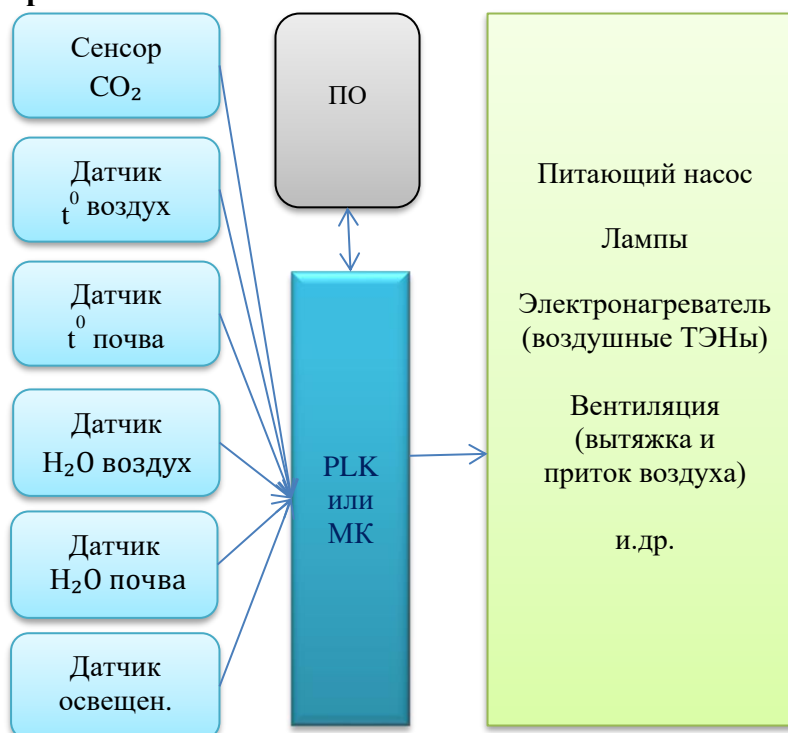 Сенсор
CO₂
Датчик
t⁰ воздух
Датчик
t⁰ почва
Датчик
H₂O воздух
Датчик
H₂O почва
Датчик
освещен.
ПО
PLK
или
МК
Питающий насос
Лампы
Электронагреватель
(воздушные ТЭНы)
Вентиляция
(вытяжка и
приток воздуха)
и.др.